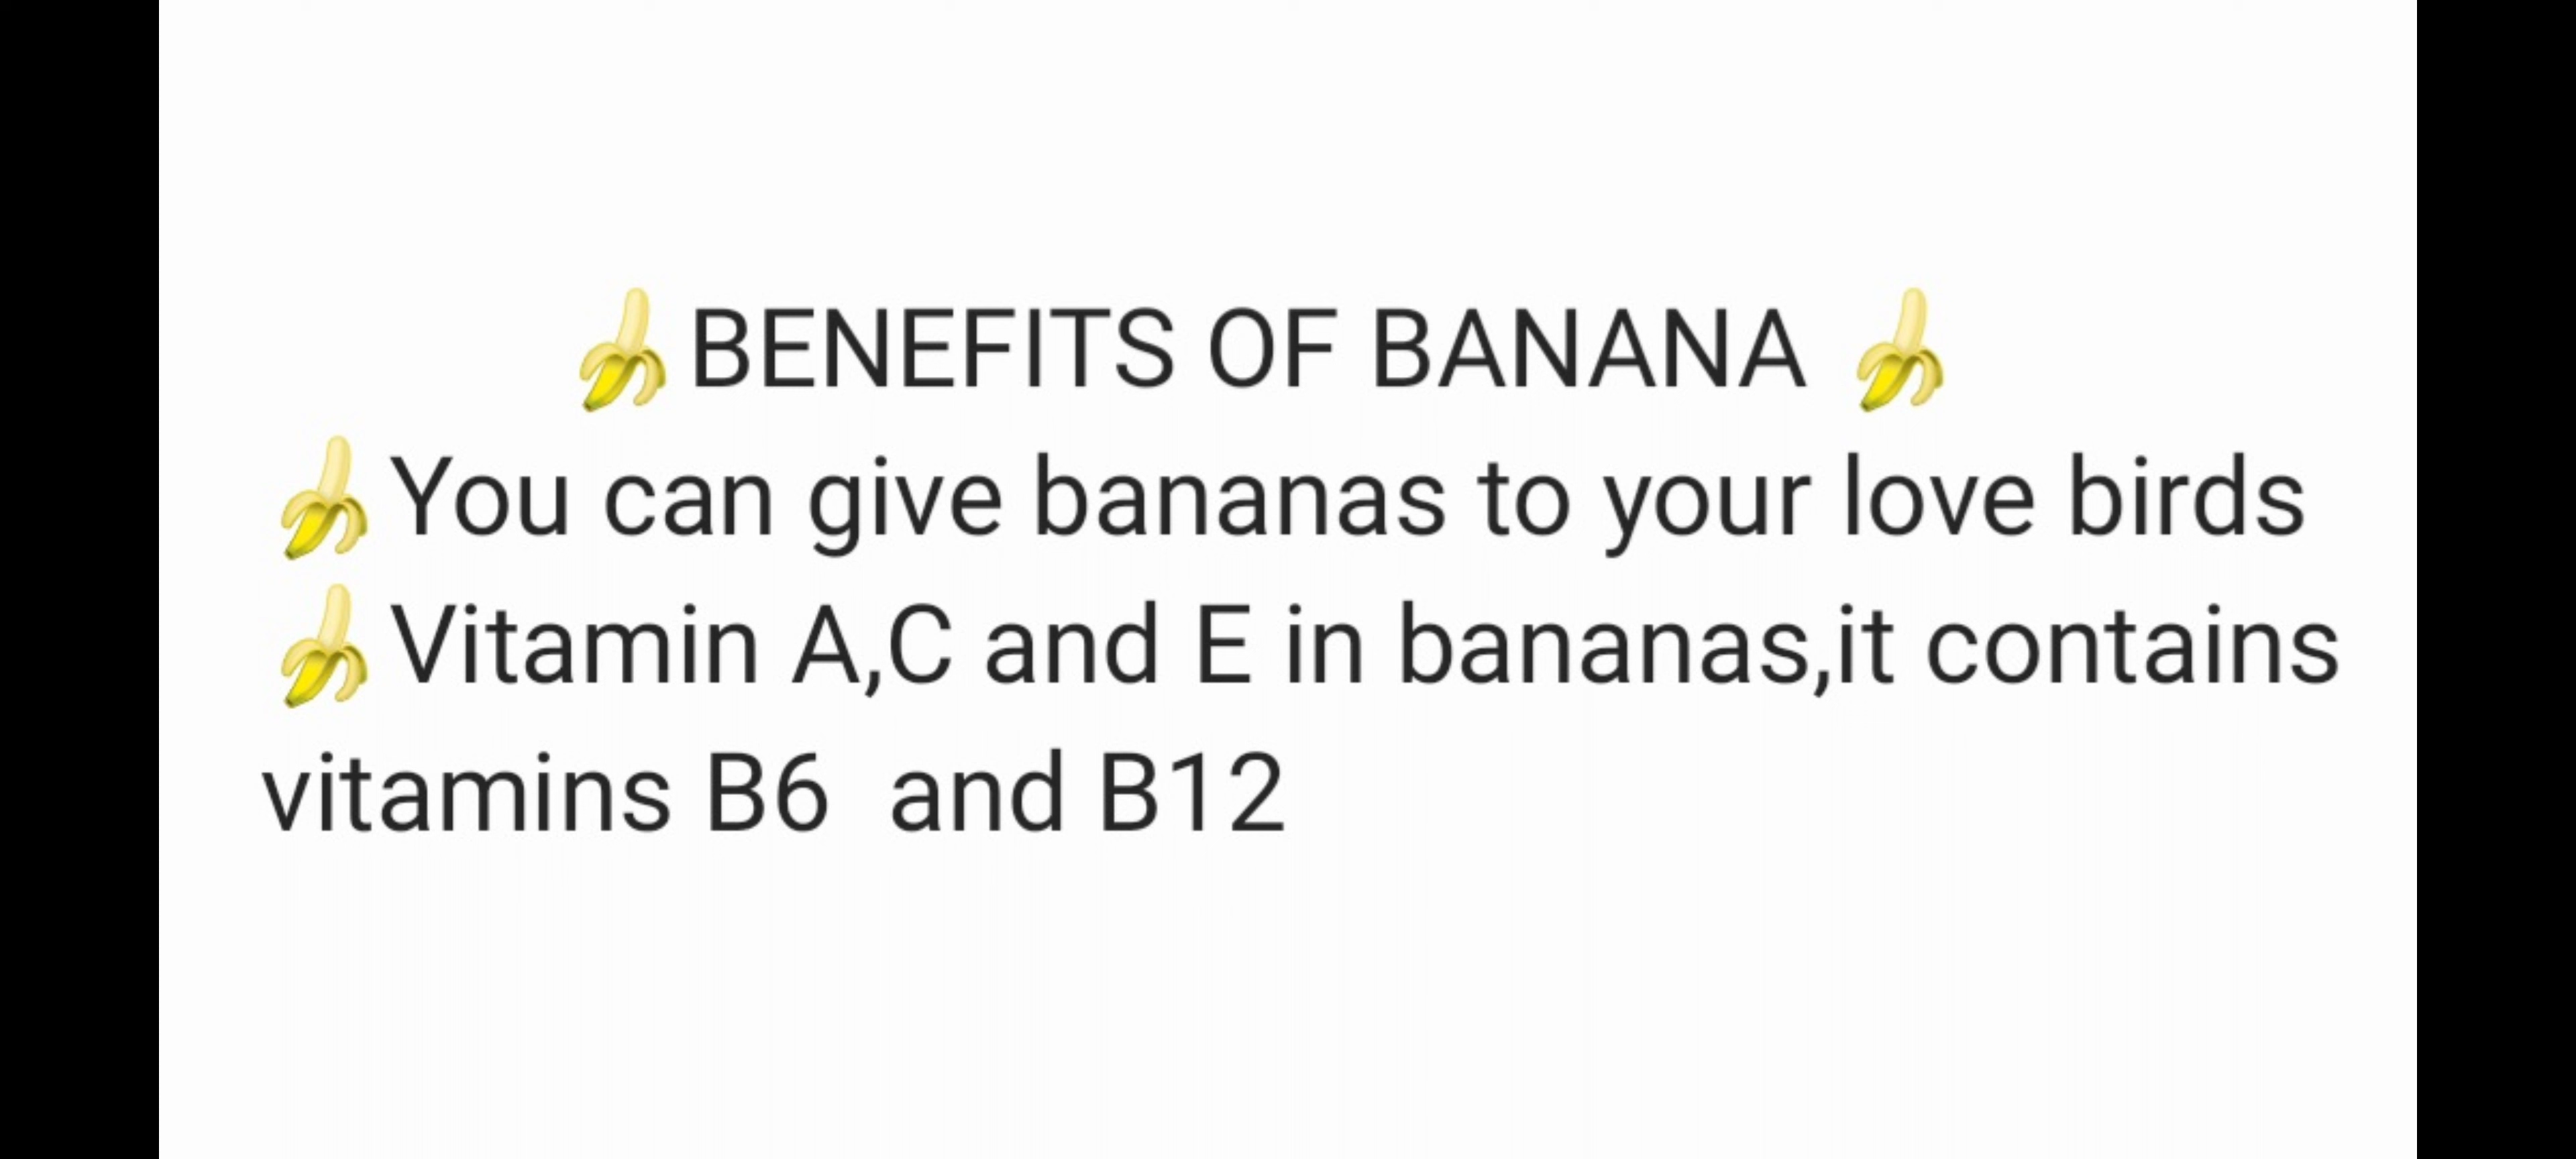 🍌BENEFITS OF BANANA 🍌
🍌You can give bananas to your love birds
🍌Vitamin A,C and E in bananas,it contains
vitamins B6  and B12